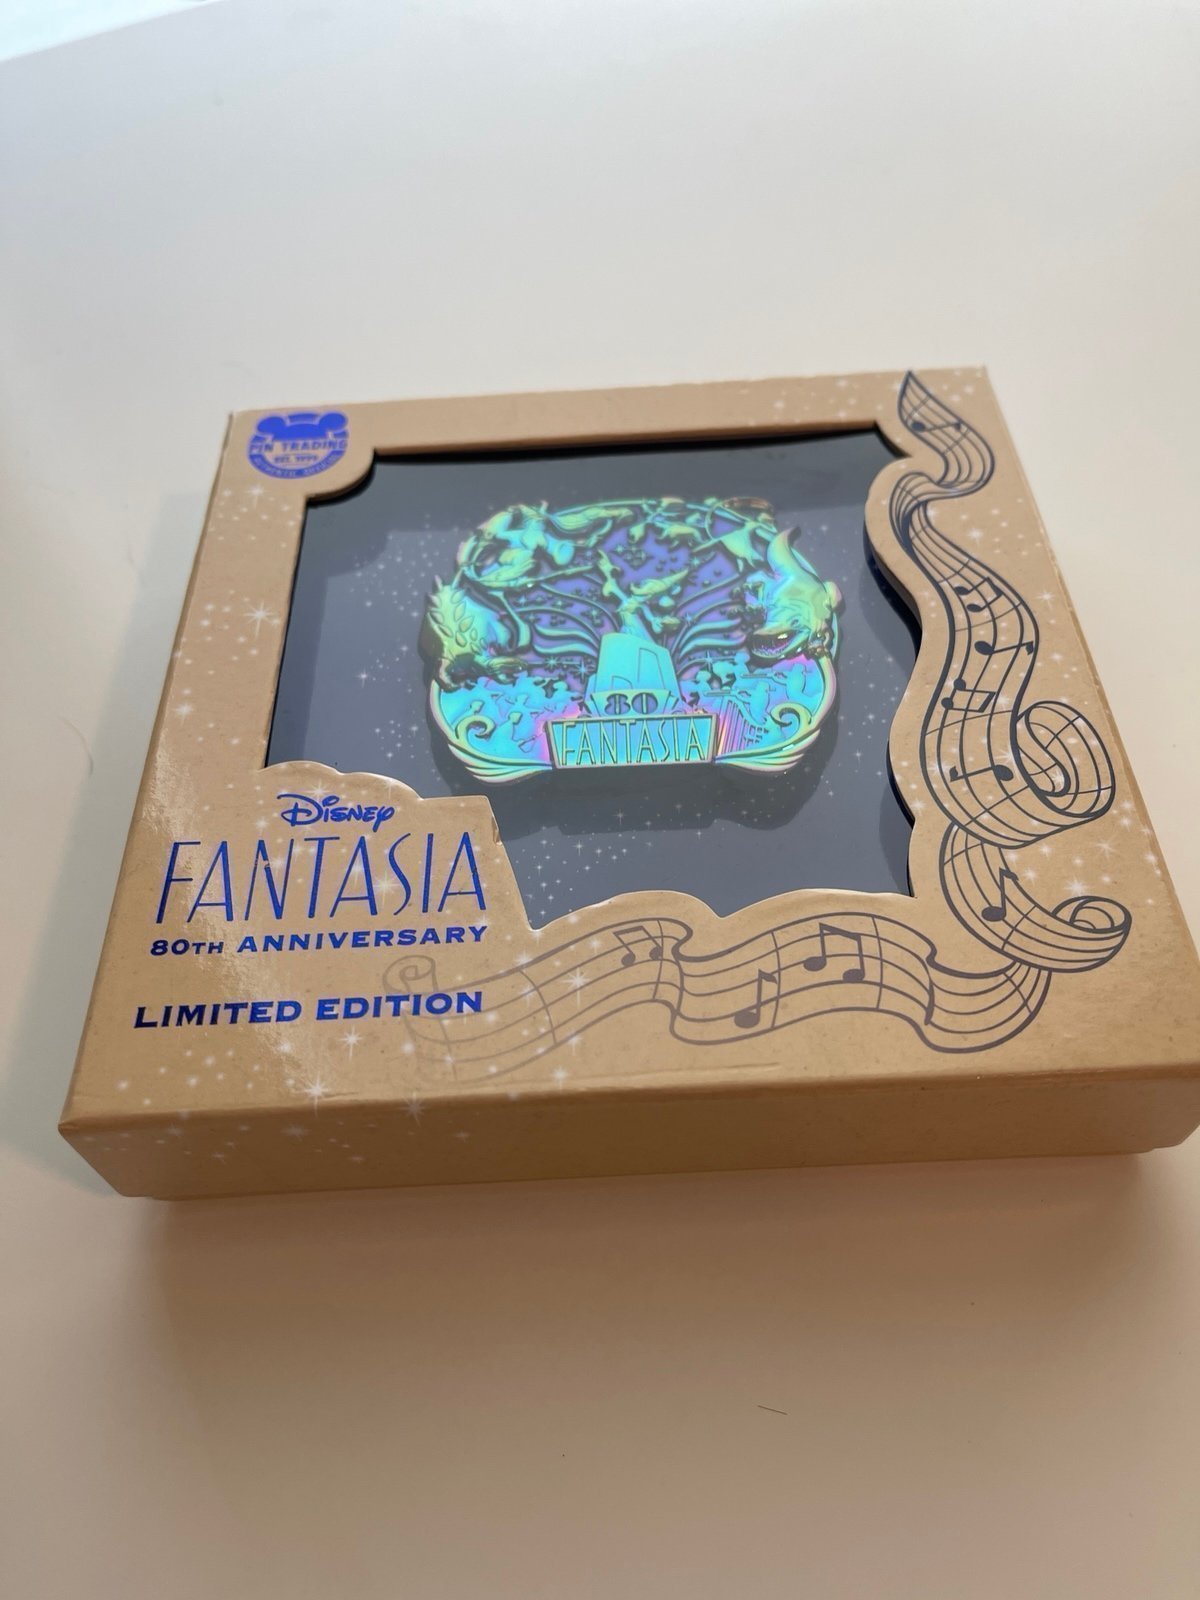 PIN TRADING
EST. 1999
80
FANTASIA
Disney
FANTASIA
80TH ANNIVERSARY
LIMITED EDITION